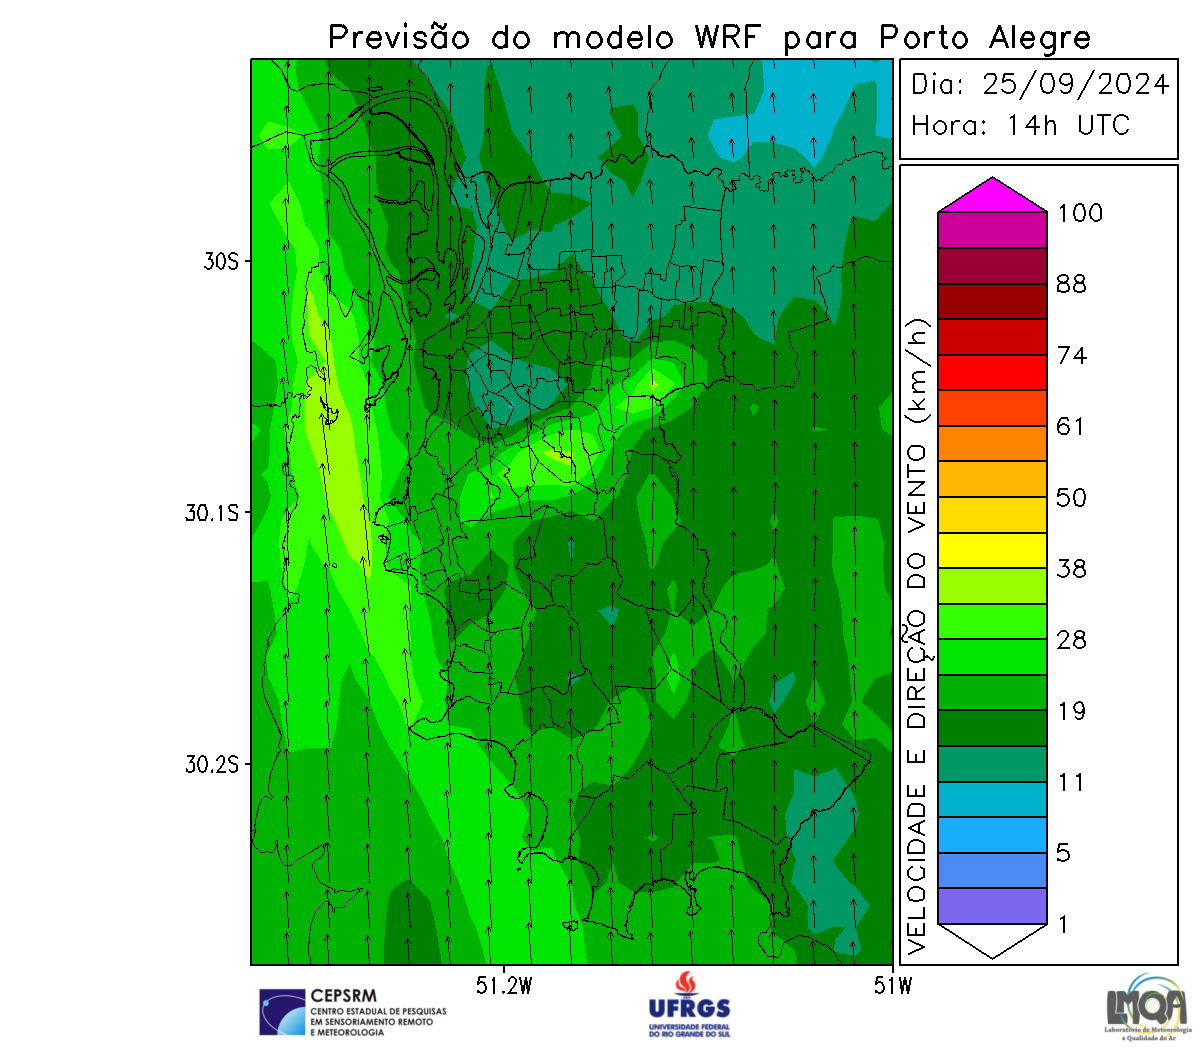 Previsão do modelo WRF para Porto Alegre
Dia: 25/09/2024
Hora: 14h UTC
30S
30.1S
30.2S
51.2W
51W
VELOCIDADE E DIREÇÃO DO VENTO (km/h)
100
88
74
61
50
38
28
19
11
5
1
CEPSRM
CENTRO ESTADUAL DE PESQUISAS
EM SENSORIAMENTO REMOTO
E METEOROLOGIA
UFRGS
UNIVERSIDADE FEDERAL
DO RIO GRANDE DO SUL
LMQA
Laboratório de Meteorologia
e Qualidade do Ar